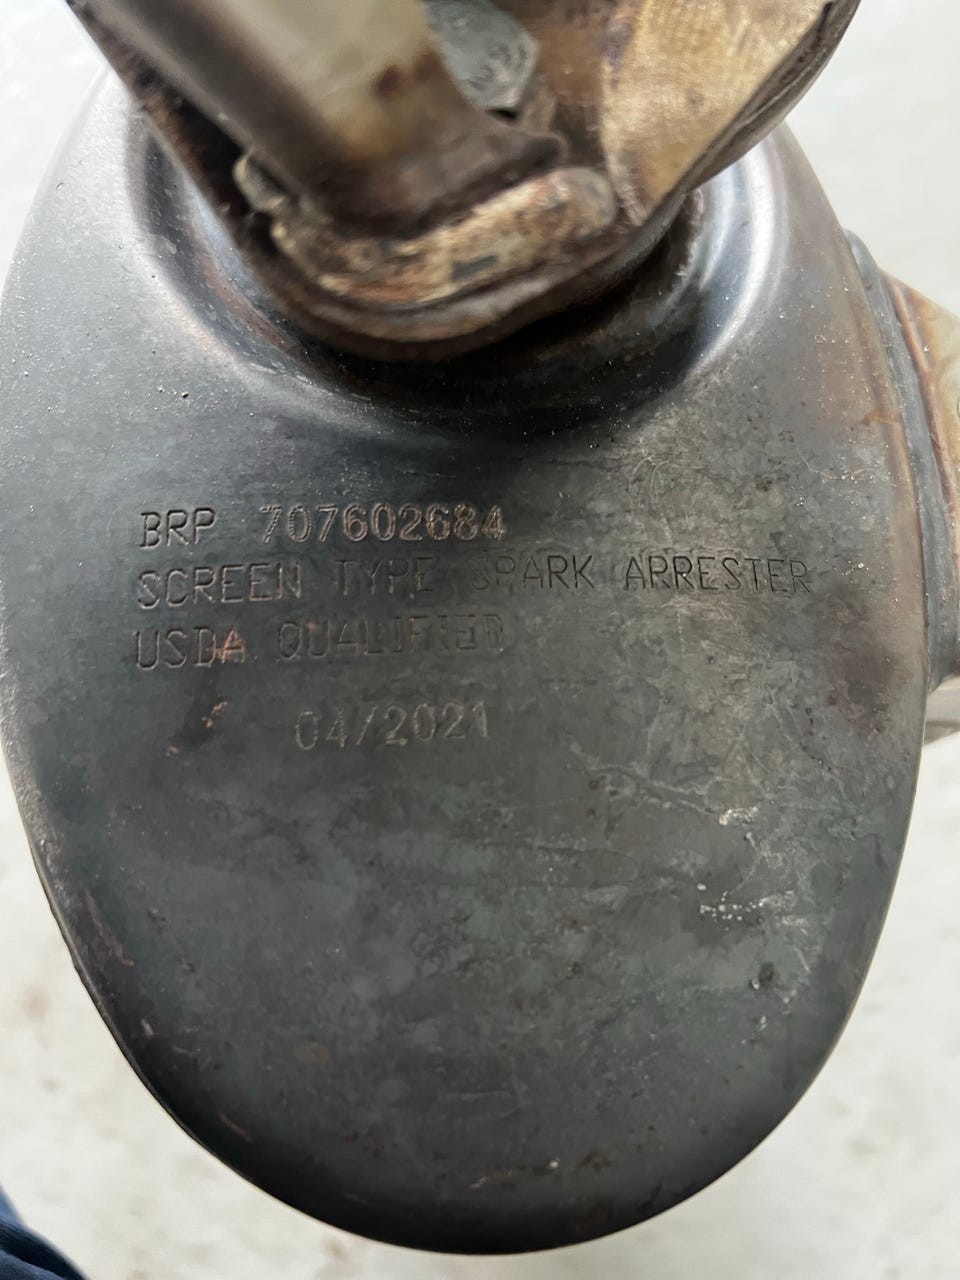 BRP 707602684
SCREEN TYPE SPARK ARRESTER
USDA QUALIFIED
04/2021